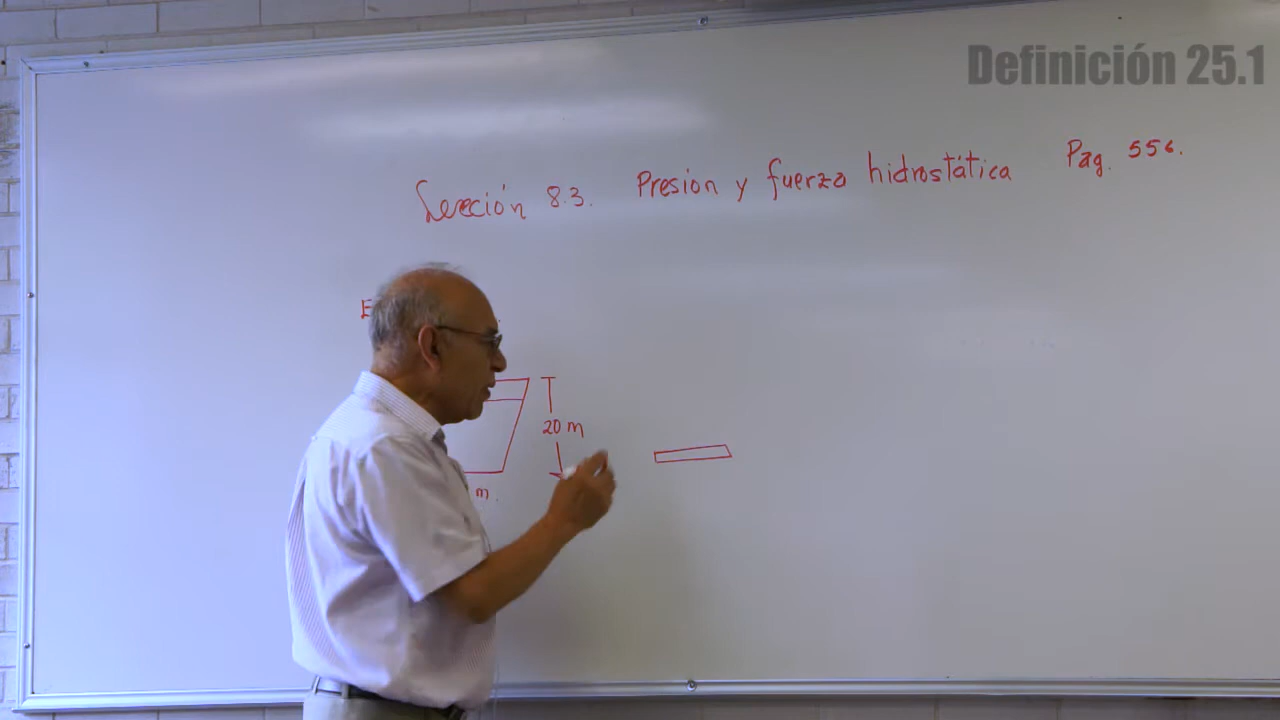 Definición 25.1
Sección 8.3. Presion y fuerza hidrostática Pag. 556.
E
20 m
m.